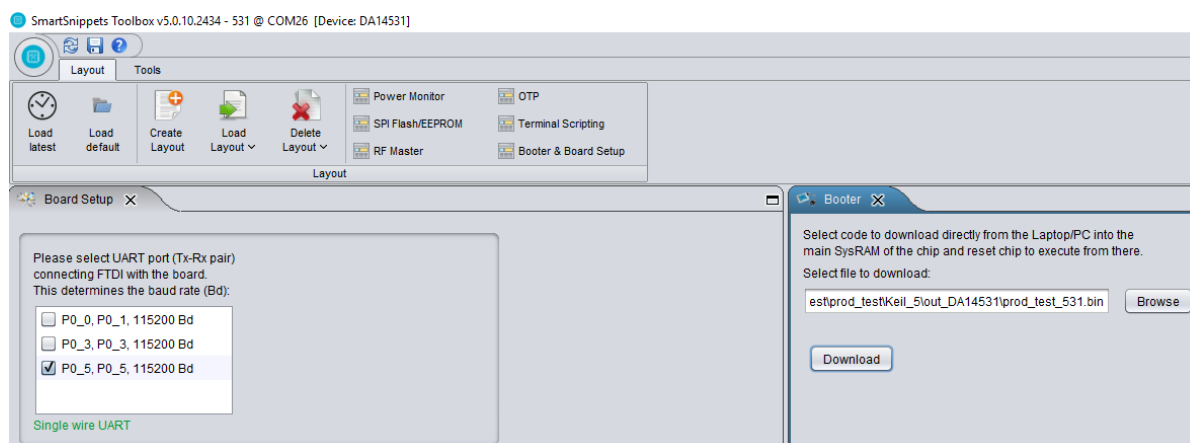 SmartSnippets Toolbox v5.0.10.2434 - 531 @ COM26 [Device: DA14531]
Layout Tools
Load latest
Load default
Create Layout
Load Layout
Delete Layout
Power Monitor
SPI Flash/EEPROM
RF Master
OTP
Terminal Scripting
Booter & Board Setup
Layout
Board Setup
Please select UART port (Tx-Rx pair)
connecting FTDI with the board.
This determines the baud rate (Bd):
P0_0, P0_1, 115200 Bd
P0_3, P0_3, 115200 Bd
P0_5, P0_5, 115200 Bd
Single wire UART
Booter
Select code to download directly from the Laptop/PC into the
main SysRAM of the chip and reset chip to execute from there.
Select file to download:
est\prod_test\Keil_5\out_DA14531\prod_test_531.bin
Browse
Download